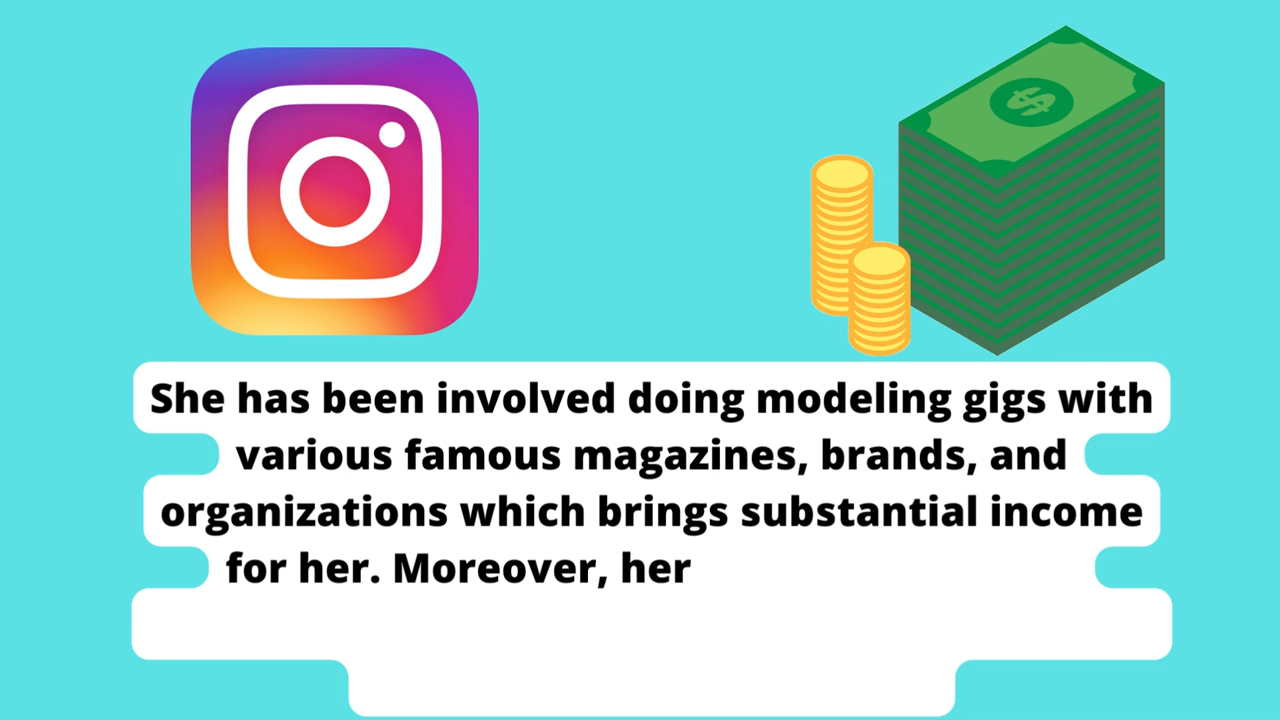 She has been involved doing modeling gigs with
various famous magazines, brands, and
organizations which brings substantial income
for her. Moreover, her